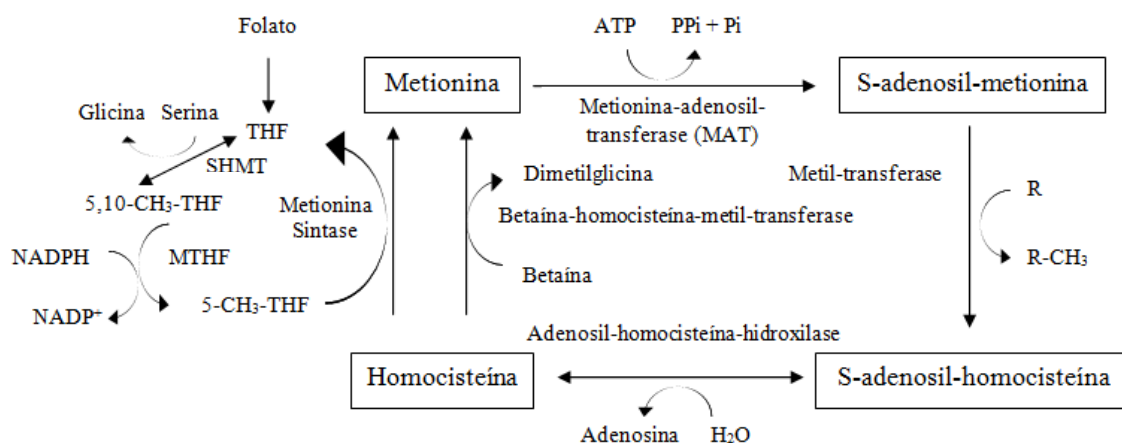 Folato
ATP PPi + Pi
Metionina
S-adenosil-metionina
Glicina Serina
THF
Metionina-adenosil-
transferase (MAT)
SHMT
Dimetilglicina
Metil-transferase
5,10-CH₃-THF
Metionina
Sintase
R
Betaína-homocisteína-metil-transferase
NADPH
MTHF
R-CH₃
Betaína
5-CH₃-THF
NADP⁺
Adenosil-homocisteína-hidroxilase
Homocisteína
S-adenosil-homocisteína
Adenosina H₂O